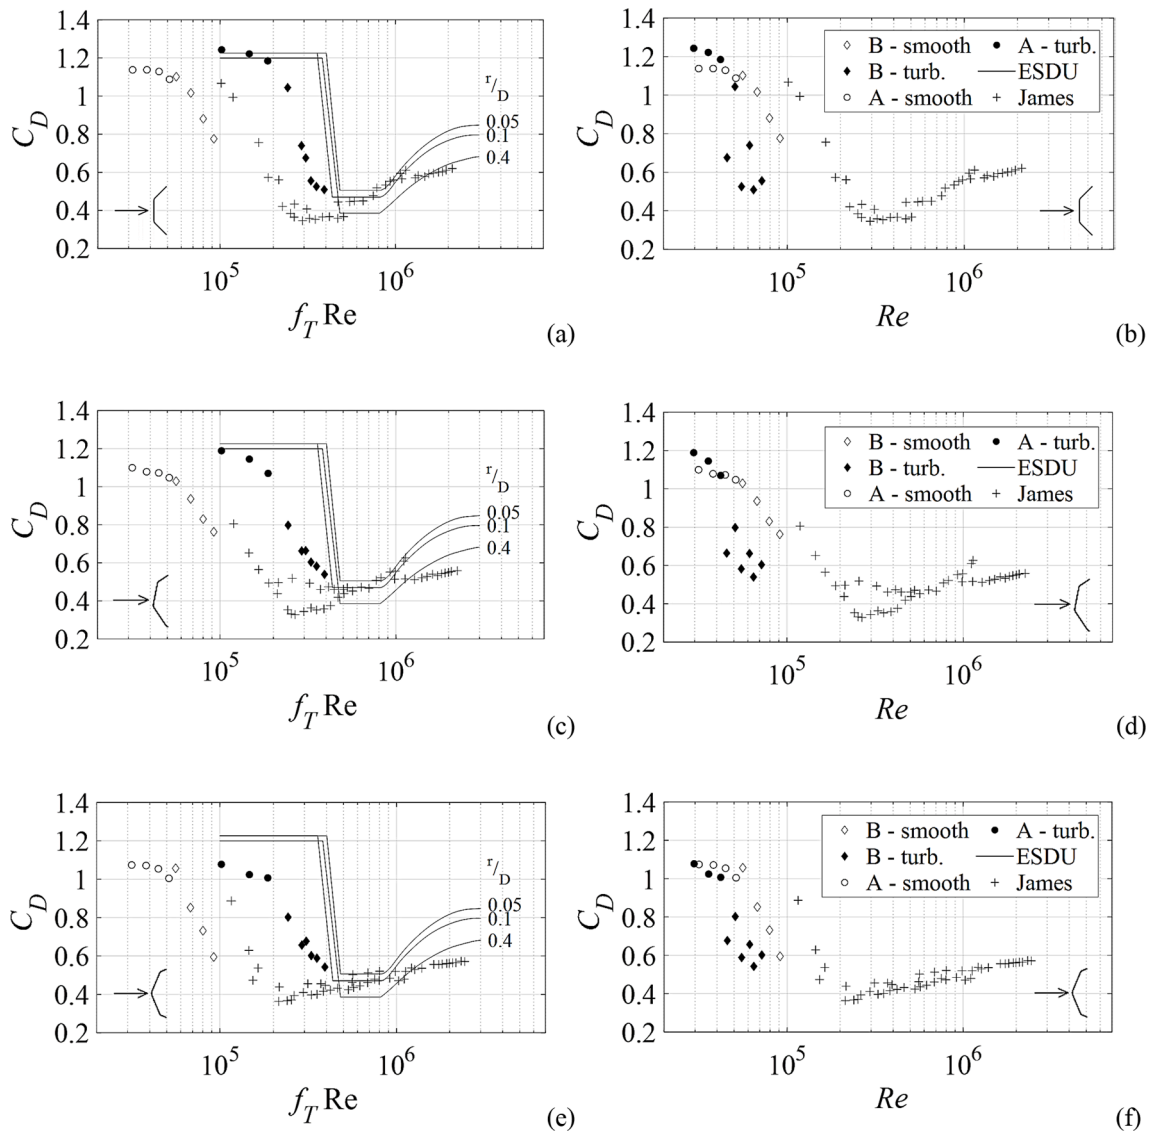 1.4
1.2
1
0.8
0.6
0.4
0.2
C_D
r/D
0.05
0.1
0.4
10^5
10^6
f_T Re
(a)
1.4
1.2
1
0.8
0.6
0.4
0.2
C_D
B - smooth
A - turb.
B - turb.
ESDU
A - smooth
James
10^5
10^6
Re
(b)
1.4
1.2
1
0.8
0.6
0.4
0.2
C_D
r/D
0.05
0.1
0.4
10^5
10^6
f_T Re
(c)
1.4
1.2
1
0.8
0.6
0.4
0.2
C_D
B - smooth
A - turb.
B - turb.
ESDU
A - smooth
James
10^5
10^6
Re
(d)
1.4
1.2
1
0.8
0.6
0.4
0.2
C_D
r/D
0.05
0.1
0.4
10^5
10^6
f_T Re
(e)
1.4
1.2
1
0.8
0.6
0.4
0.2
C_D
B - smooth
A - turb.
B - turb.
ESDU
A - smooth
James
10^5
10^6
Re
(f)